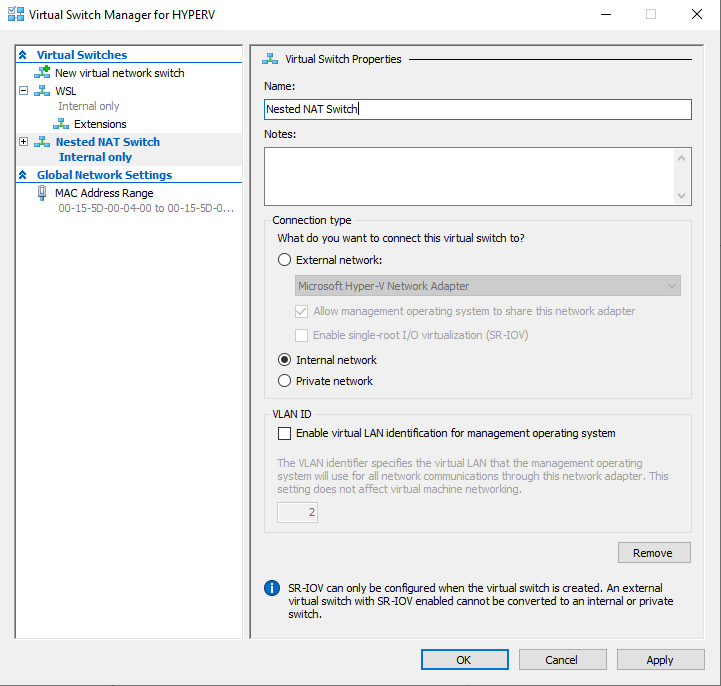 Virtual Switch Manager for HYPERV
Virtual Switches
New virtual network switch
WSL
Internal only
Extensions
Nested NAT Switch
Internal only
Global Network Settings
MAC Address Range
00-15-5D-00-04-00 to 00-15-5D-0...
Virtual Switch Properties
Name:
Nested NAT Switch
Notes:
Connection type
What do you want to connect this virtual switch to?
External network:
Microsoft Hyper-V Network Adapter
Allow management operating system to share this network adapter
Enable single-root I/O virtualization (SR-IOV)
Internal network
Private network
VLAN ID
Enable virtual LAN identification for management operating system
The VLAN identifier specifies the virtual LAN that the management operating
system will use for all network communications through this network adapter. This
setting does not affect virtual machine networking.
2
Remove
SR-IOV can only be configured when the virtual switch is created. An external
virtual switch with SR-IOV enabled cannot be converted to an internal or private
switch.
OK
Cancel
Apply